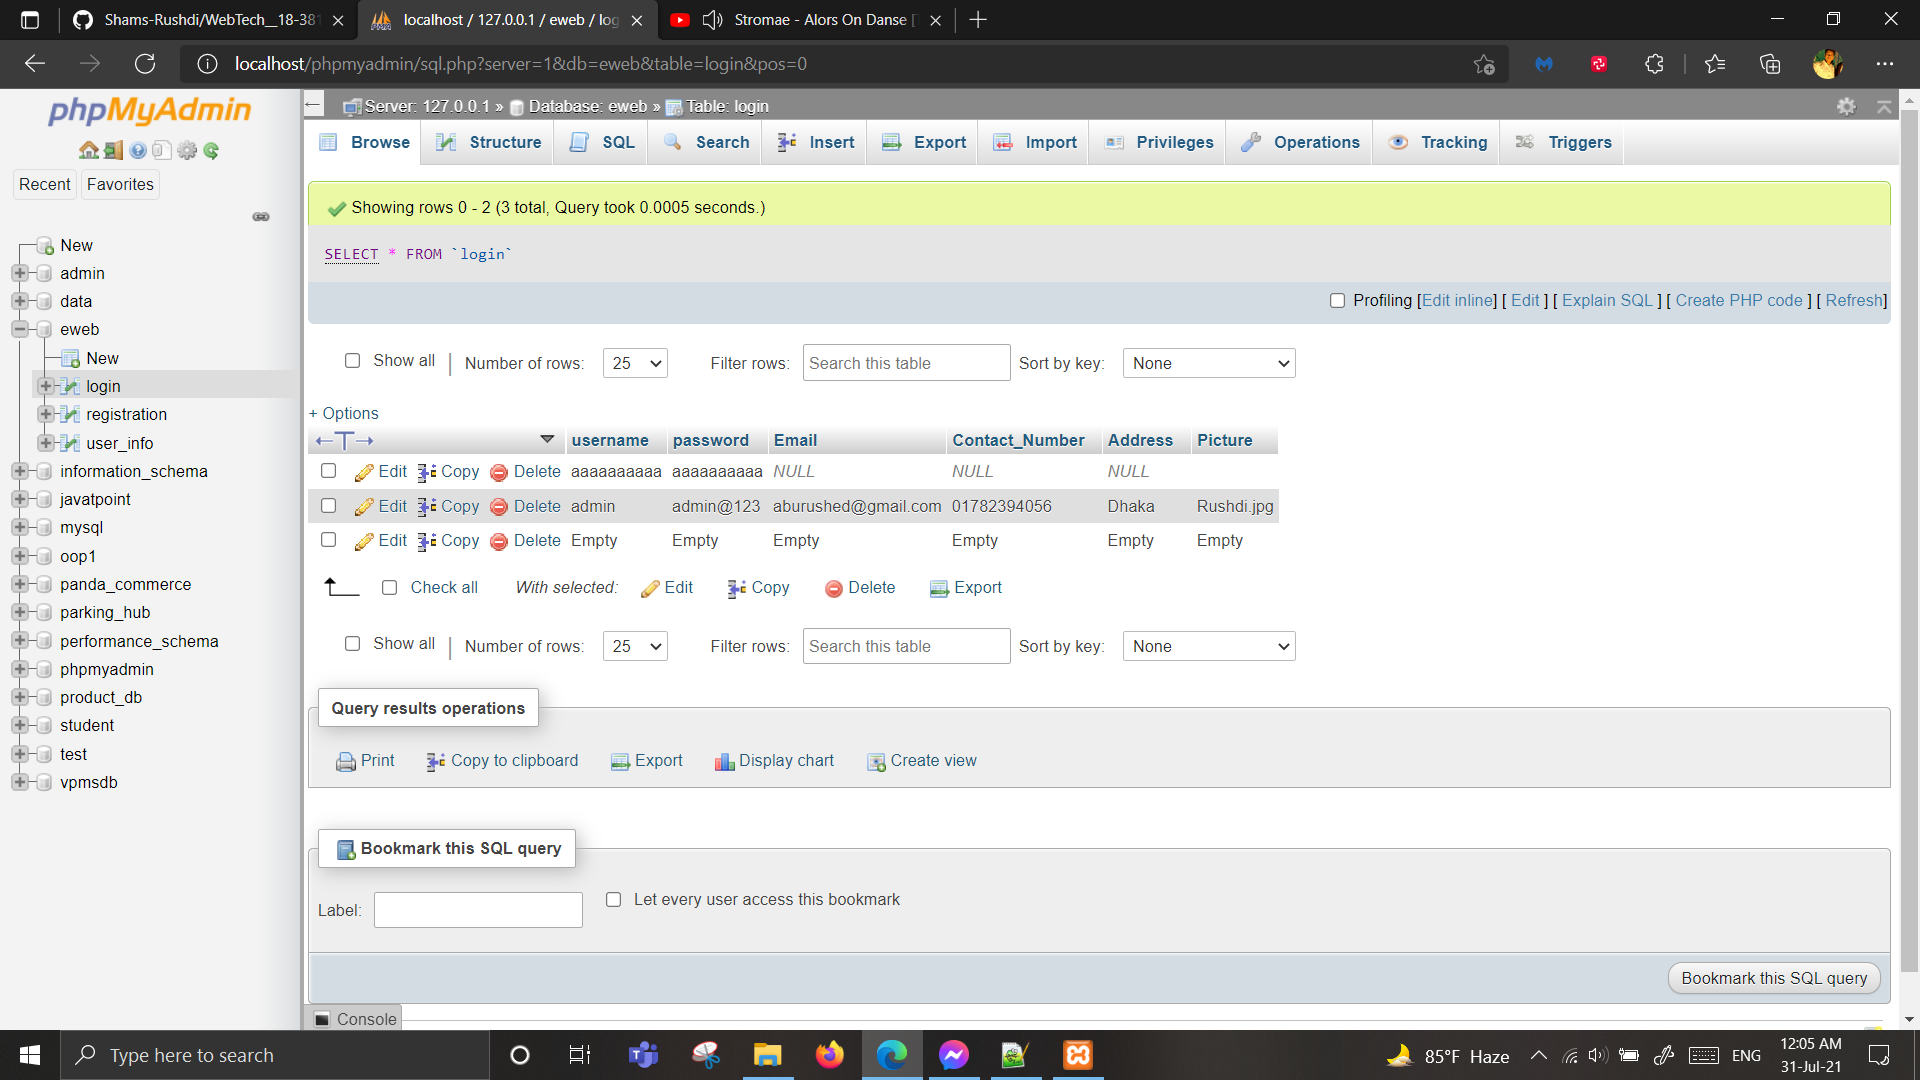 Shams-Rushdi/WebTech__18-381
localhost / 127.0.0.1 / eweb / log
Stromae - Alors On Danse [
localhost/phpmyadmin/sql.php?server=1&db=eweb&table=login&pos=0
phpMyAdmin
Recent Favorites
New
admin
data
eweb
New
login
registration
user_info
information_schema
javatpoint
mysql
oop1
panda_commerce
parking_hub
performance_schema
phpmyadmin
product_db
student
test
vpmsdb
Server: 127.0.0.1 » Database: eweb » Table: login
Browse Structure SQL Search Insert Export Import Privileges Operations Tracking Triggers
Showing rows 0 - 2 (3 total, Query took 0.0005 seconds.)
SELECT * FROM `login`
Profiling [Edit inline] [ Edit ] [ Explain SQL ] [ Create PHP code ] [ Refresh]
Show all | Number of rows: 25 Filter rows: Search this table Sort by key: None
+ Options
←T→ username password Email Contact_Number Address Picture
Edit Copy Delete aaaaaaaaaa aaaaaaaaaa NULL NULL NULL
Edit Copy Delete admin admin@123 aburushed@gmail.com 01782394056 Dhaka Rushdi.jpg
Edit Copy Delete Empty Empty Empty Empty Empty Empty
Check all With selected: Edit Copy Delete Export
Show all | Number of rows: 25 Filter rows: Search this table Sort by key: None
Query results operations
Print Copy to clipboard Export Display chart Create view
Bookmark this SQL query
Label: Let every user access this bookmark
Bookmark this SQL query
Console
Type here to search
85°F Haze
ENG
12:05 AM
31-Jul-21